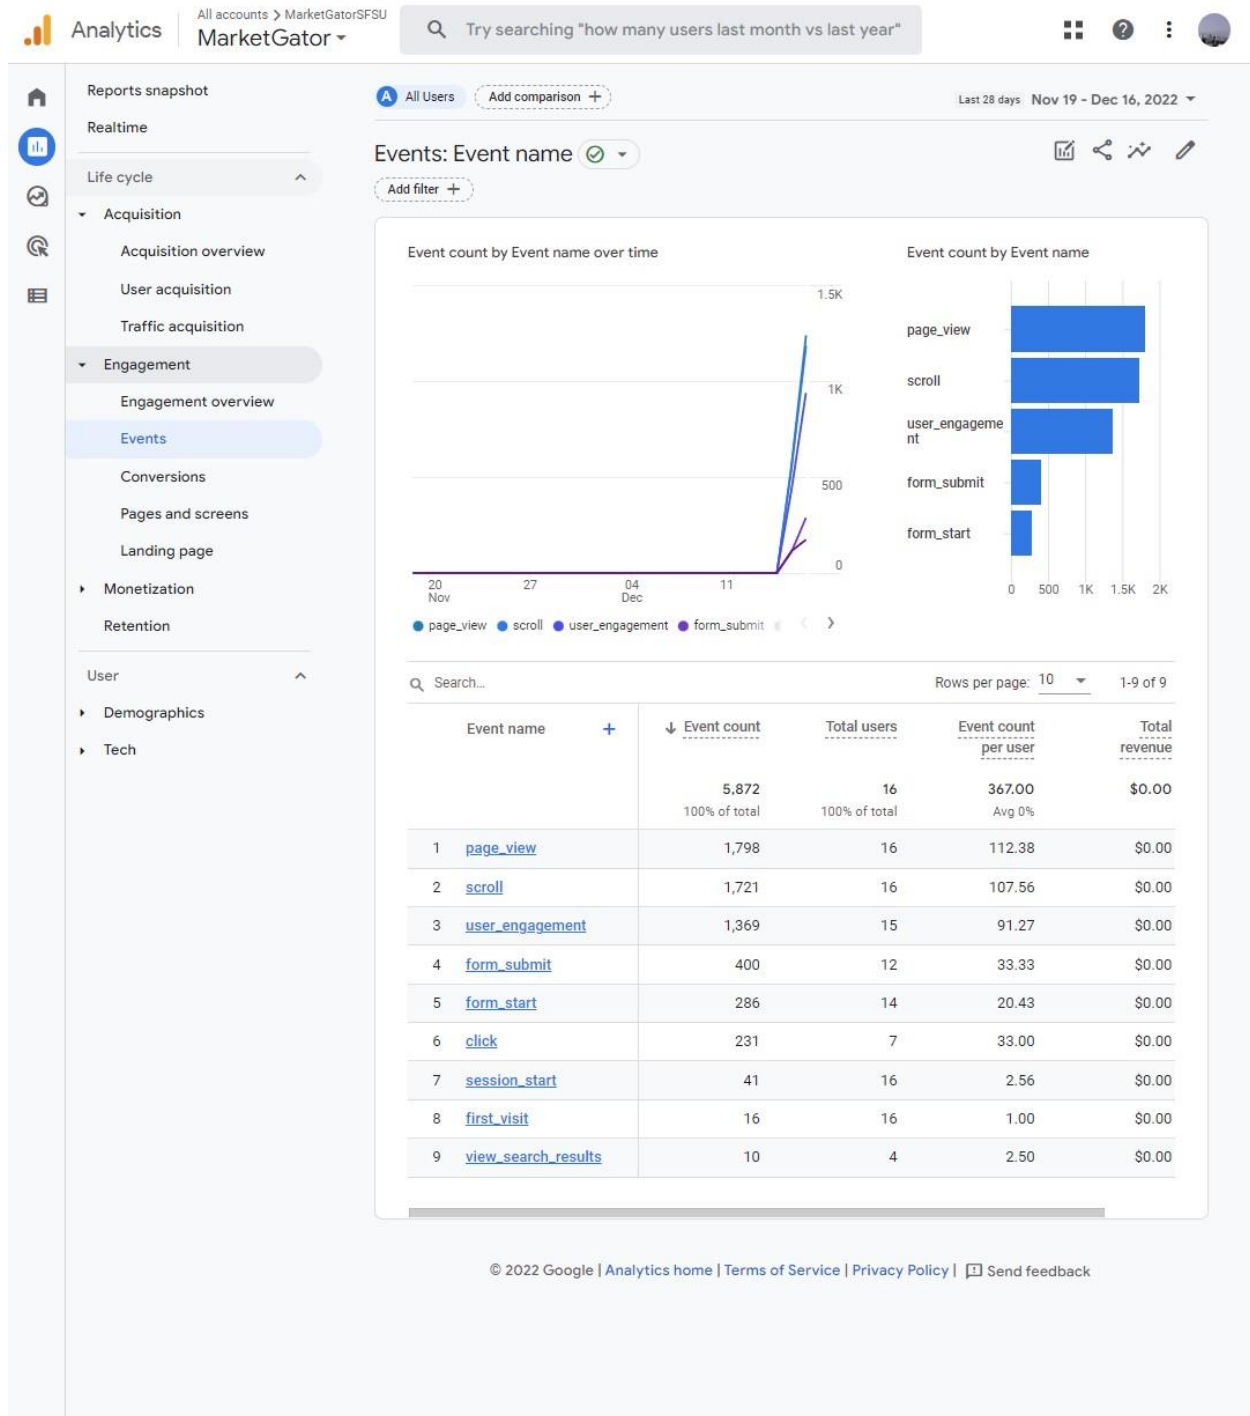 All accounts > MarketGatorSFSU
Analytics
MarketGator
Try searching "how many users last month vs last year"
Reports snapshot
Realtime
Life cycle
Acquisition
Acquisition overview
User acquisition
Traffic acquisition
Engagement
Engagement overview
Events
Conversions
Pages and screens
Landing page
Monetization
Retention
User
Demographics
Tech
A All Users
Add comparison +
Last 28 days Nov 19 - Dec 16, 2022
Events: Event name
Add filter +
Event count by Event name over time
1.5K
1K
500
0
20 27 04 11
Nov Dec
page_view scroll user_engagement form_submit
Event count by Event name
page_view
scroll
user_engageme
nt
form_submit
form_start
0 500 1K 1.5K 2K
Search...
Rows per page: 10 1-9 of 9
Event name + Event count Total users Event count Total
per user revenue
5,872 16 367.00 $0.00
100% of total 100% of total Avg 0%
1 page_view 1,798 16 112.38 $0.00
2 scroll 1,721 16 107.56 $0.00
3 user_engagement 1,369 15 91.27 $0.00
4 form_submit 400 12 33.33 $0.00
5 form_start 286 14 20.43 $0.00
6 click 231 7 33.00 $0.00
7 session_start 41 16 2.56 $0.00
8 first_visit 16 16 1.00 $0.00
9 view_search_results 10 4 2.50 $0.00
© 2022 Google | Analytics home | Terms of Service | Privacy Policy | Send feedback